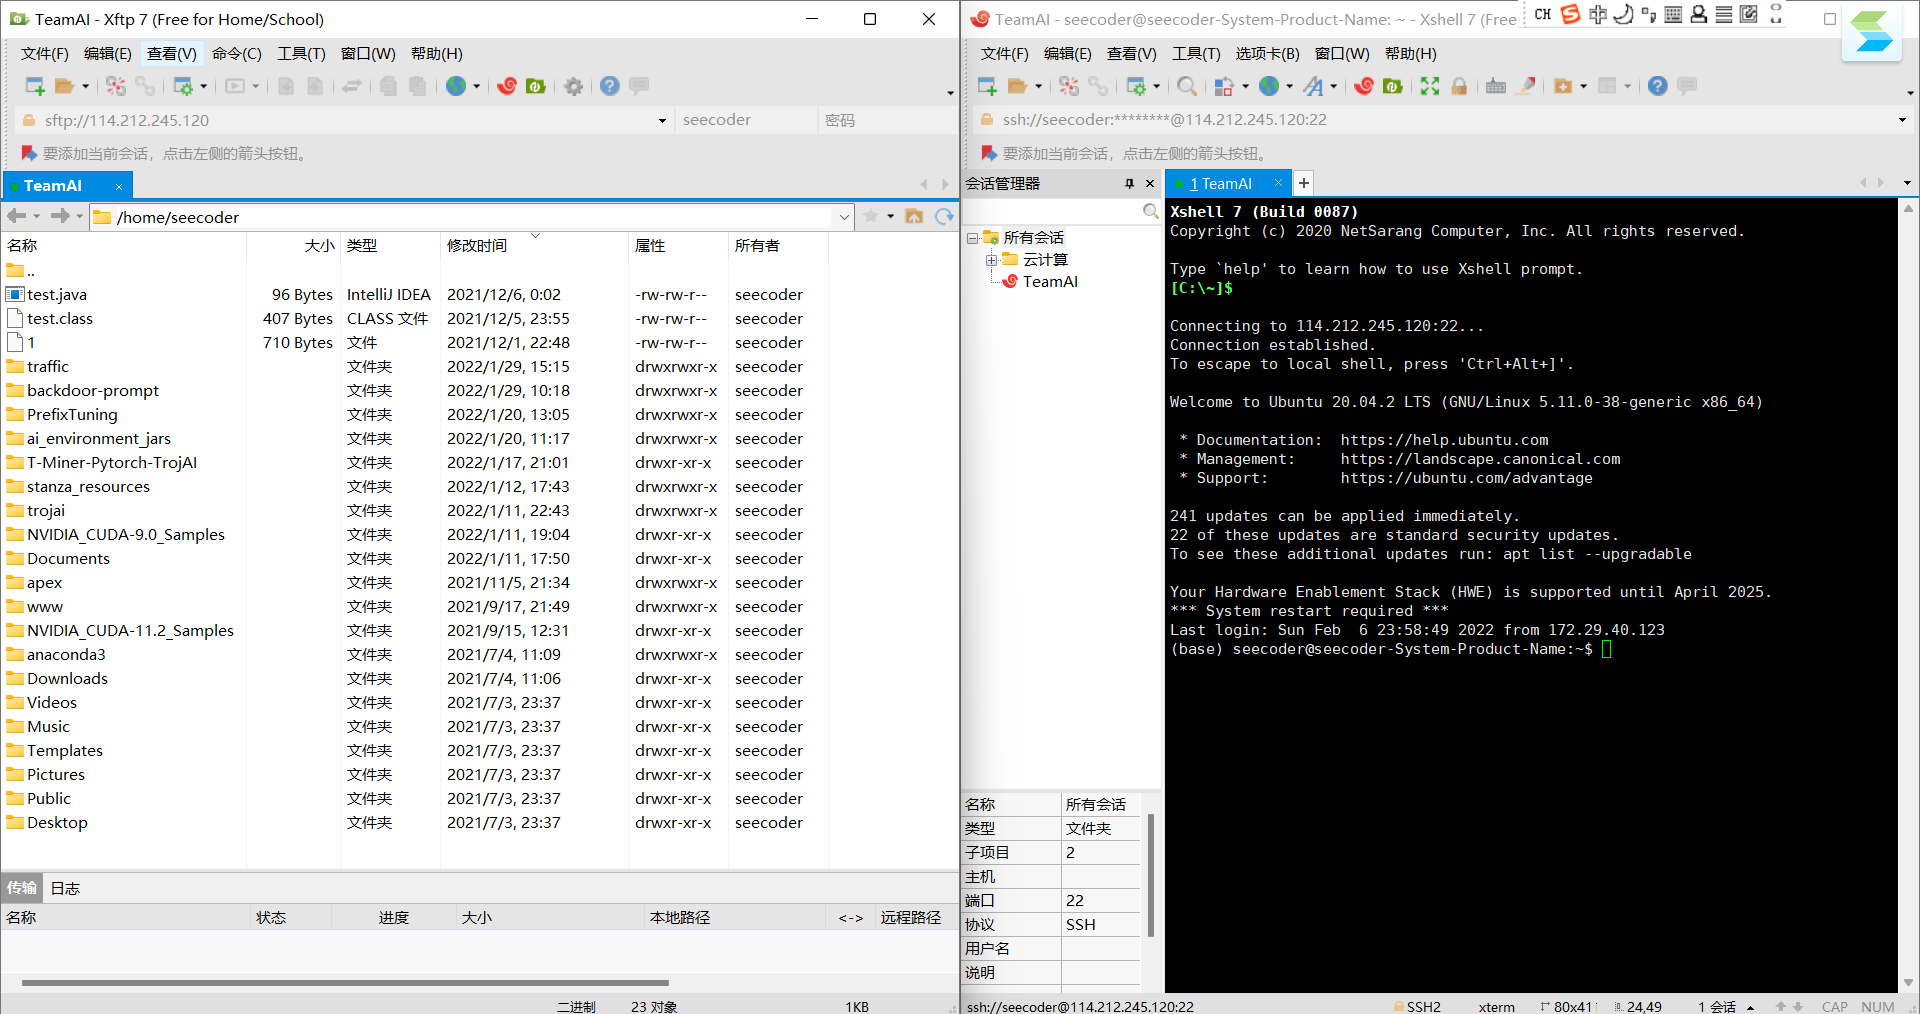 TeamAI - Xftp 7 (Free for Home/School)
文件(F) 编辑(E) 查看(V) 命令(C) 工具(T) 窗口(W) 帮助(H)
sftp://114.212.245.120 seecoder 密码
要添加当前会话，点击左侧的箭头按钮。
TeamAI ×
/home/seecoder
名称 大小 类型 修改时间 属性 所有者
..
test.java 96 Bytes IntelliJ IDEA 2021/12/6, 0:02 -rw-rw-r-- seecoder
test.class 407 Bytes CLASS 文件 2021/12/5, 23:55 -rw-rw-r-- seecoder
1 710 Bytes 文件 2021/12/1, 22:48 -rw-rw-r-- seecoder
traffic 文件夹 2022/1/29, 15:15 drwxrwxr-x seecoder
backdoor-prompt 文件夹 2022/1/29, 10:18 drwxrwxr-x seecoder
PrefixTuning 文件夹 2022/1/20, 13:05 drwxrwxr-x seecoder
ai_environment_jars 文件夹 2022/1/20, 11:17 drwxrwxr-x seecoder
T-Miner-Pytorch-TrojAI 文件夹 2022/1/17, 21:01 drwxr-xr-x seecoder
stanza_resources 文件夹 2022/1/12, 17:43 drwxrwxr-x seecoder
trojai 文件夹 2022/1/11, 22:43 drwxrwxr-x seecoder
NVIDIA_CUDA-9.0_Samples 文件夹 2022/1/11, 19:04 drwxrwxr-x seecoder
Documents 文件夹 2022/1/11, 17:50 drwxrwxr-x seecoder
apex 文件夹 2021/11/5, 21:34 drwxrwxr-x seecoder
www 文件夹 2021/9/17, 21:49 drwxrwxr-x seecoder
NVIDIA_CUDA-11.2_Samples 文件夹 2021/9/15, 12:31 drwxr-xr-x seecoder
anaconda3 文件夹 2021/7/4, 11:09 drwxrwxr-x seecoder
Downloads 文件夹 2021/7/4, 11:06 drwxr-xr-x seecoder
Videos 文件夹 2021/7/3, 23:37 drwxr-xr-x seecoder
Music 文件夹 2021/7/3, 23:37 drwxr-xr-x seecoder
Templates 文件夹 2021/7/3, 23:37 drwxr-xr-x seecoder
Pictures 文件夹 2021/7/3, 23:37 drwxr-xr-x seecoder
Public 文件夹 2021/7/3, 23:37 drwxr-xr-x seecoder
Desktop 文件夹 2021/7/3, 23:37 drwxr-xr-x seecoder
传输 日志
名称 状态 进度 大小 本地路径 <-> 远程路径
二进制 23 对象 1KB
TeamAI - seecoder@seecoder-System-Product-Name: ~ - Xshell 7 (Free
CH 中
文件(F) 编辑(E) 查看(V) 工具(T) 选项卡(B) 窗口(W) 帮助(H)
ssh://seecoder:********@114.212.245.120:22
要添加当前会话，点击左侧的箭头按钮。
会话管理器
所有会话
云计算
TeamAI
名称 所有会话
类型 文件夹
子项目 2
主机
端口 22
协议 SSH
用户名
说明
1 TeamAI × +
Xshell 7 (Build 0087)
Copyright (c) 2020 NetSarang Computer, Inc. All rights reserved.
Type `help' to learn how to use Xshell prompt.
[C:\~]$
Connecting to 114.212.245.120:22...
Connection established.
To escape to local shell, press 'Ctrl+Alt+]'.
Welcome to Ubuntu 20.04.2 LTS (GNU/Linux 5.11.0-38-generic x86_64)
* Documentation: https://help.ubuntu.com
* Management: https://landscape.canonical.com
* Support: https://ubuntu.com/advantage
241 updates can be applied immediately.
22 of these updates are standard security updates.
To see these additional updates run: apt list --upgradable
Your Hardware Enablement Stack (HWE) is supported until April 2025.
*** System restart required ***
Last login: Sun Feb  6 23:58:49 2022 from 172.29.40.123
(base) seecoder@seecoder-System-Product-Name:~$
ssh://seecoder@114.212.245.120:22 SSH2 xterm 80x41 24,49 1 会话 CAP NUM